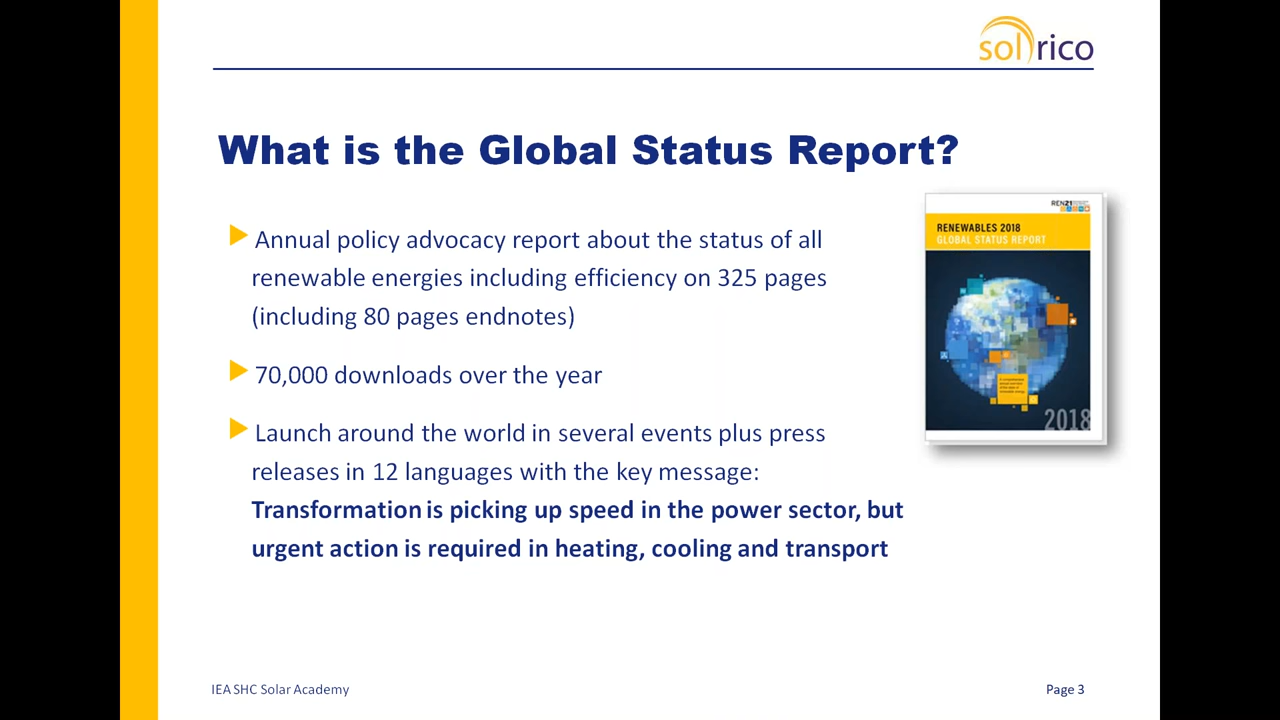 solrico
What is the Global Status Report?
Annual policy advocacy report about the status of all
renewable energies including efficiency on 325 pages
(including 80 pages endnotes)
70,000 downloads over the year
Launch around the world in several events plus press
releases in 12 languages with the key message:
Transformation is picking up speed in the power sector, but
urgent action is required in heating, cooling and transport
REN21
RENEWABLES 2018
GLOBAL STATUS REPORT
2018
IEA SHC Solar Academy
Page 3